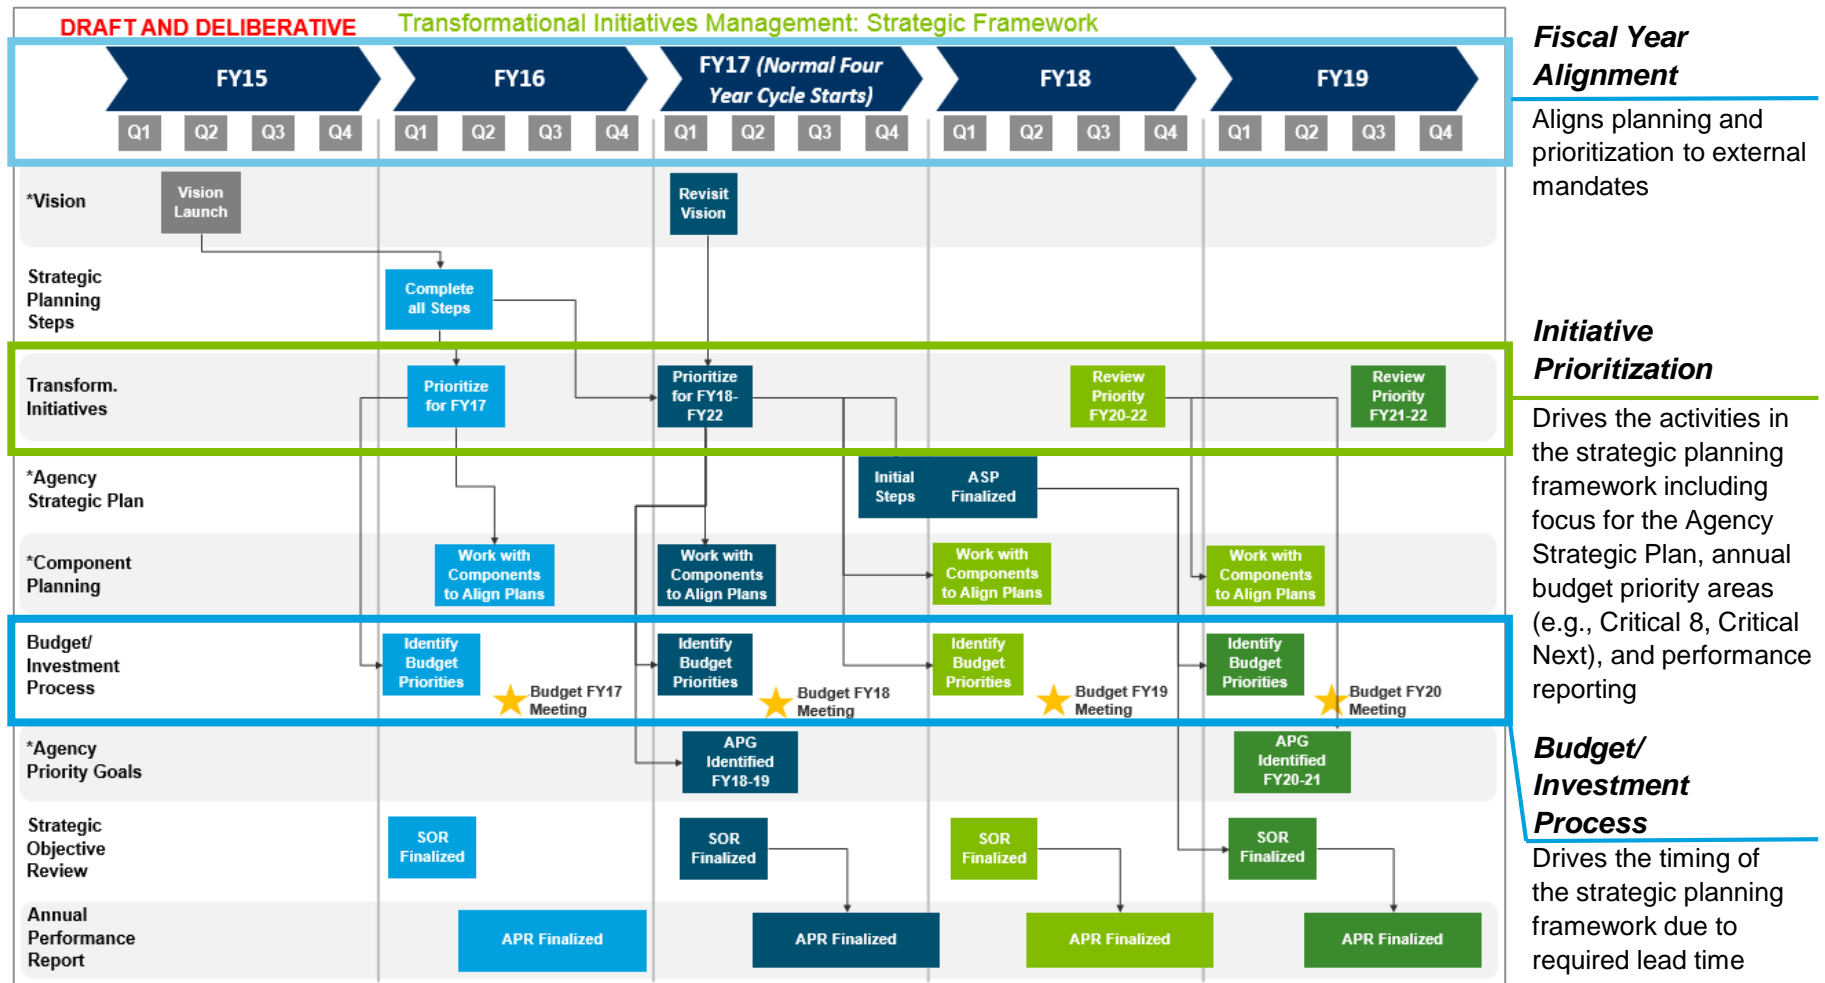 DRAFT AND DELIBERATIVE
Transformational Initiatives Management: Strategic Framework
FY15
FY16
FY17 (Normal Four
Year Cycle Starts)
FY18
FY19
Q1 Q2 Q3 Q4 Q1 Q2 Q3 Q4 Q1 Q2 Q3 Q4 Q1 Q2 Q3 Q4 Q1 Q2 Q3 Q4
*Vision
Vision
Launch
Revisit
Vision
Strategic
Planning
Steps
Complete
all Steps
Transform.
Initiatives
Prioritize
for FY17
Prioritize
for FY18-
FY22
Review
Priority
FY20-22
Review
Priority
FY21-22
*Agency
Strategic Plan
Initial
Steps
ASP
Finalized
*Component
Planning
Work with
Components
to Align Plans
Work with
Components
to Align Plans
Work with
Components
to Align Plans
Work with
Components
to Align Plans
Budget/
Investment
Process
Identify
Budget
Priorities
Budget FY17
Meeting
Identify
Budget
Priorities
Budget FY18
Meeting
Identify
Budget
Priorities
Budget FY19
Meeting
Identify
Budget
Priorities
Budget FY20
Meeting
*Agency
Priority Goals
APG
Identified
FY18-19
APG
Identified
FY20-21
Strategic
Objective
Review
SOR
Finalized
SOR
Finalized
SOR
Finalized
SOR
Finalized
Annual
Performance
Report
APR Finalized
APR Finalized
APR Finalized
APR Finalized
Fiscal Year
Alignment
Aligns planning and
prioritization to external
mandates
Initiative
Prioritization
Drives the activities in
the strategic planning
framework including
focus for the Agency
Strategic Plan, annual
budget priority areas
(e.g., Critical 8, Critical
Next), and performance
reporting
Budget/
Investment
Process
Drives the timing of
the strategic planning
framework due to
required lead time